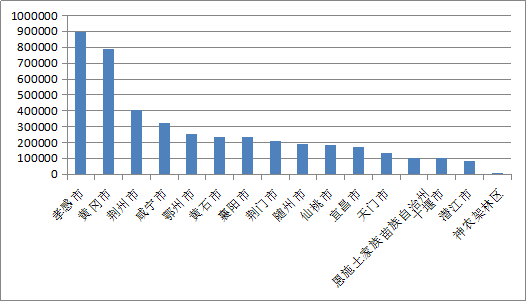 1000000
900000
800000
700000
600000
500000
400000
300000
200000
100000
0
孝感市
黄冈市
荆州市
咸宁市
鄂州市
黄石市
襄阳市
荆门市
随州市
仙桃市
宜昌市
天门市
恩施土家族苗族自治州
十堰市
潜江市
神农架林区